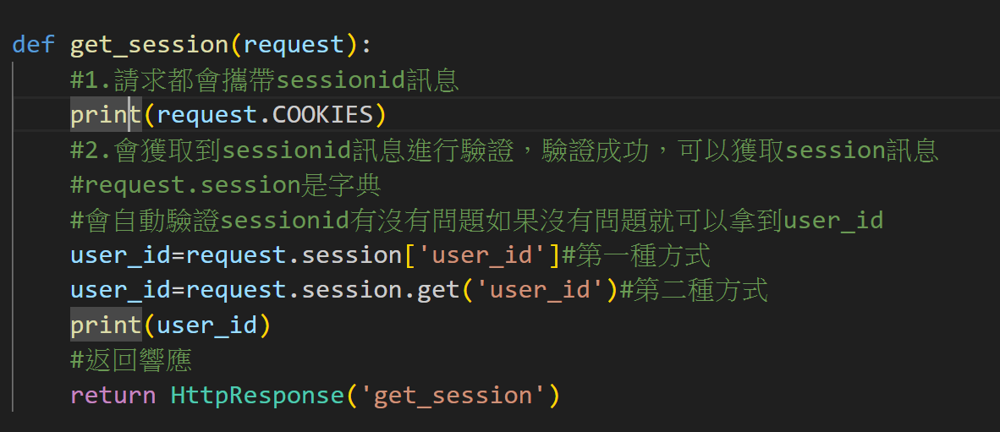 def get_session(request):
#1.請求都會攜帶sessionid訊息
print(request.COOKIES)
#2.會獲取到sessionid訊息進行驗證，驗證成功，可以獲取session訊息
#request.session是字典
#會自動驗證sessionid有沒有問題如果沒有問題就可以拿到user_id
user_id=request.session['user_id']#第一種方式
user_id=request.session.get('user_id')#第二種方式
print(user_id)
#返回響應
return HttpResponse('get_session')